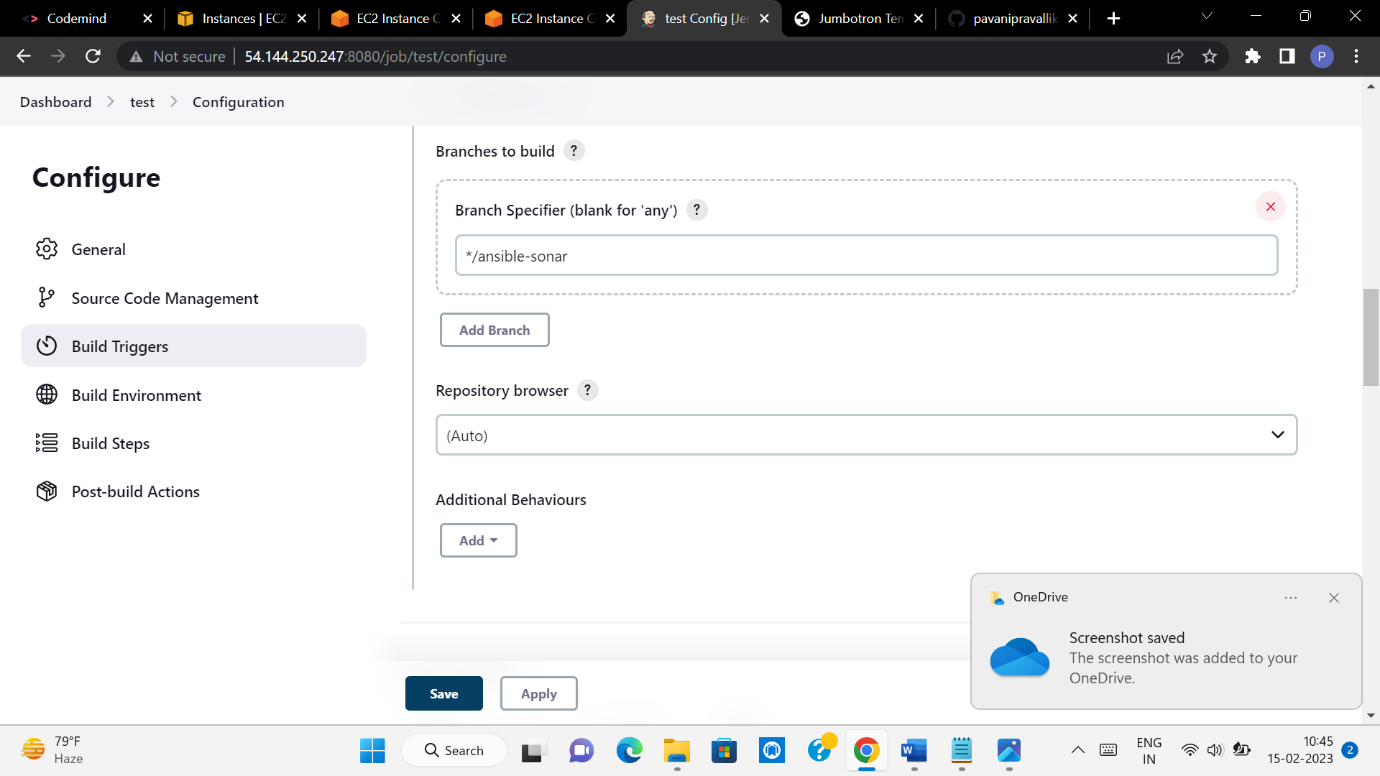 Codemind
Instances | EC2
EC2 Instance C
EC2 Instance C
test Config [Jen
Jumbotron Tem
pavanipravallik
Not secure
54.144.250.247:8080/job/test/configure
P
Dashboard
test
Configuration
Configure
General
Source Code Management
Build Triggers
Build Environment
Build Steps
Post-build Actions
Branches to build ?
Branch Specifier (blank for 'any') ?
*/ansible-sonar
Add Branch
Repository browser ?
(Auto)
Additional Behaviours
Add
Save
Apply
OneDrive
Screenshot saved
The screenshot was added to your
OneDrive.
79°F
Haze
Search
ENG
IN
10:45
15-02-2023
2